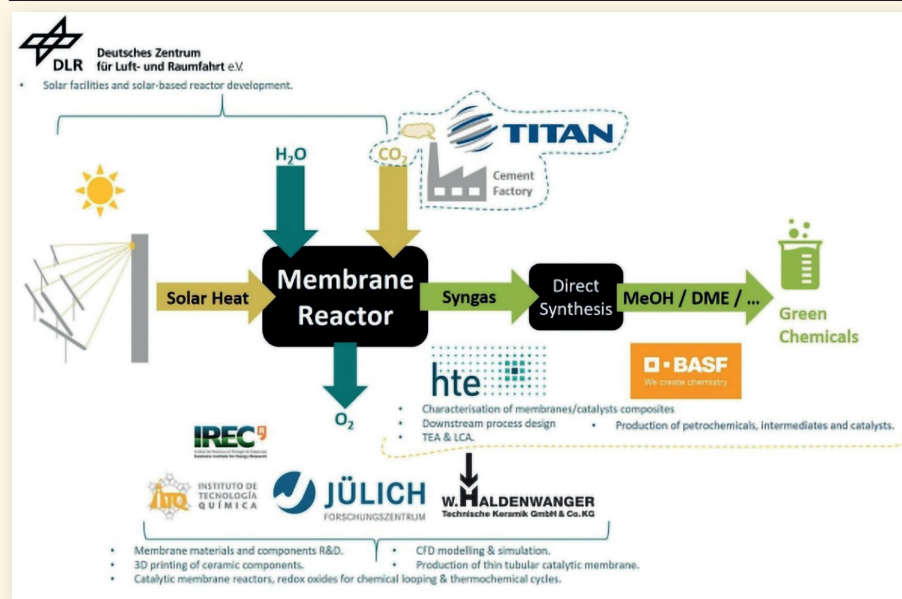 DLR
Deutsches Zentrum
für Luft- und Raumfahrt e.V.
• Solar facilities and solar-based reactor development.
TITAN
H₂O
CO₂
Cement
Factory
Solar Heat
Membrane
Reactor
Syngas
Direct
Synthesis
MeOH / DME / ...
Green
Chemicals
O₂
hte
BASF
We create chemistry
• Characterisation of membranes/catalysts composites
• Downstream process design
• TEA & LCA.
• Production of petrochemicals, intermediates and catalysts.
IREC
ITQ
INSTITUTO DE
TECNOLOGÍA
QUÍMICA
JÜLICH
FORSCHUNGSZENTRUM
W. HALDENWANGER
Technische Keramik GmbH & Co. KG
• Membrane materials and components R&D.
• 3D printing of ceramic components.
• Catalytic membrane reactors, redox oxides for chemical looping & thermochemical cycles.
• CFD modelling & simulation.
• Production of thin tubular catalytic membrane.